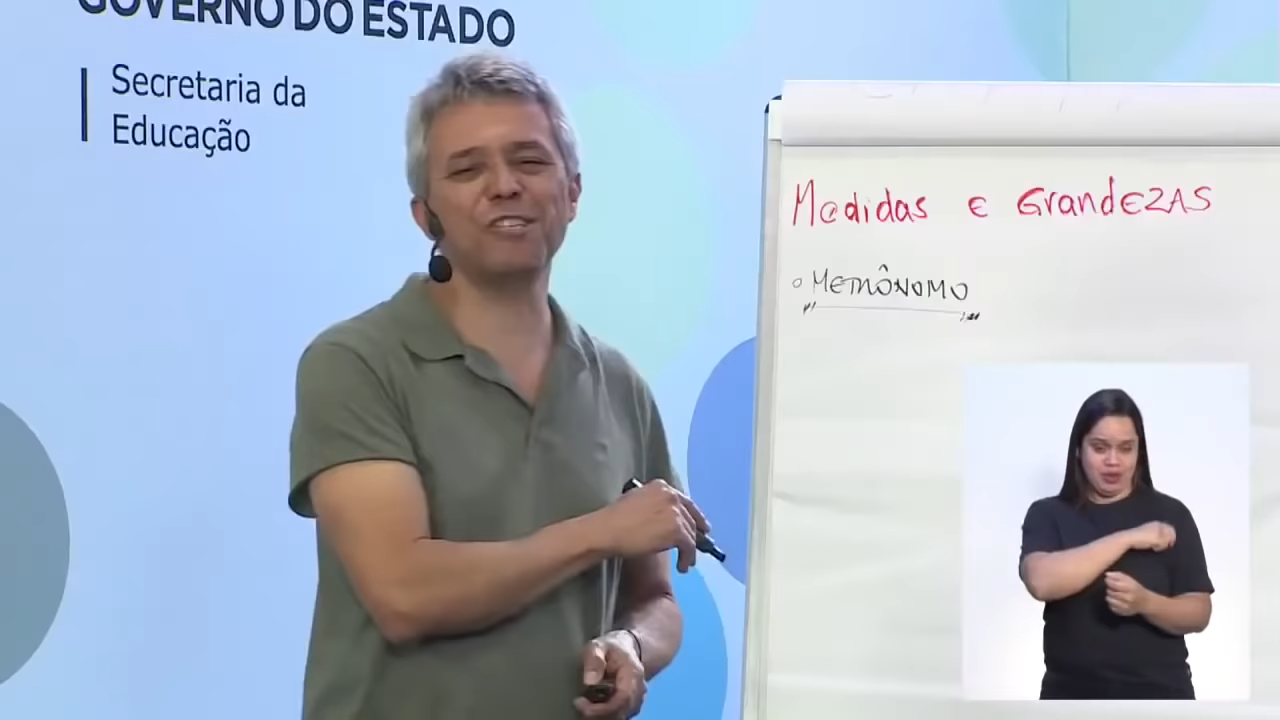 GOVERNO DO ESTADO
Secretaria da
Educação
Medidas e GrandEZAS
METRÔNOMO